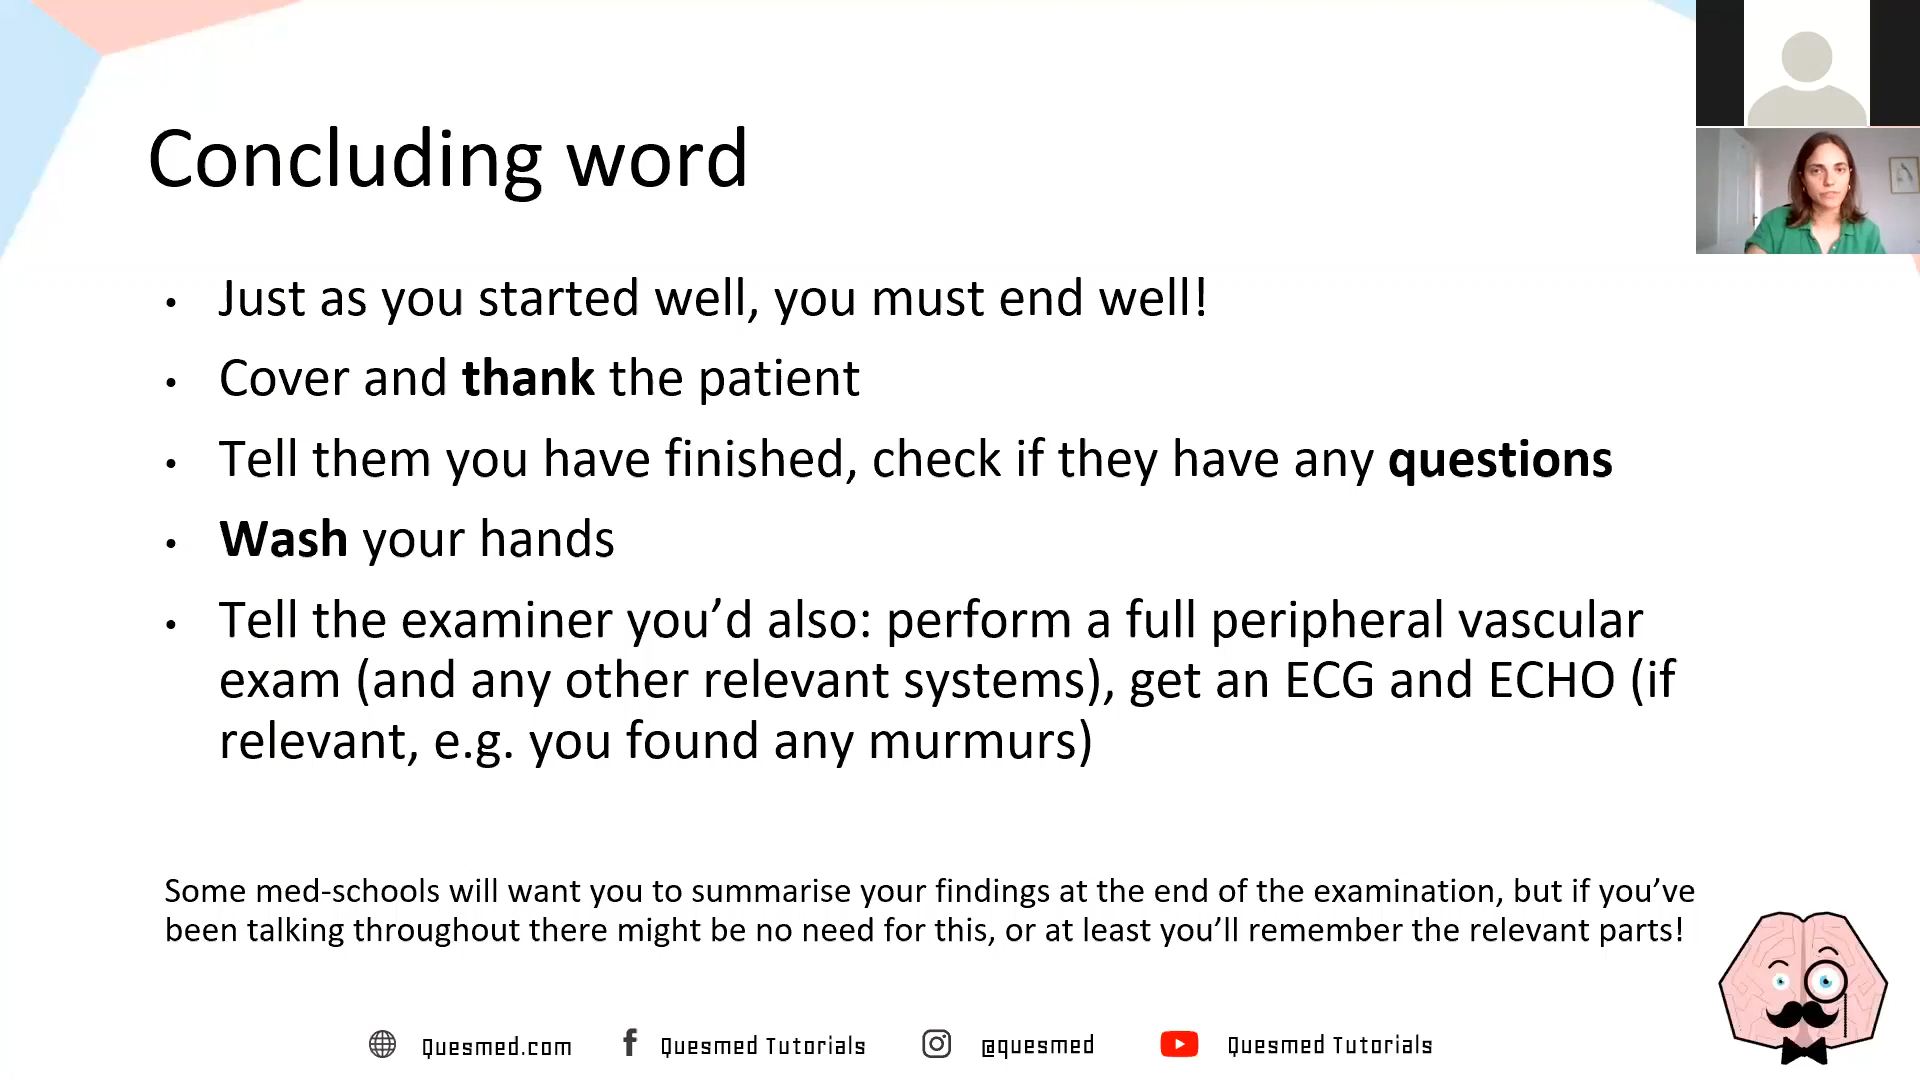 Concluding word
• Just as you started well, you must end well!
• Cover and thank the patient
• Tell them you have finished, check if they have any questions
• Wash your hands
• Tell the examiner you’d also: perform a full peripheral vascular
exam (and any other relevant systems), get an ECG and ECHO (if
relevant, e.g. you found any murmurs)
Some med-schools will want you to summarise your findings at the end of the examination, but if you’ve
been talking throughout there might be no need for this, or at least you’ll remember the relevant parts!
Quesmed.com Quesmed Tutorials @quesmed Quesmed Tutorials